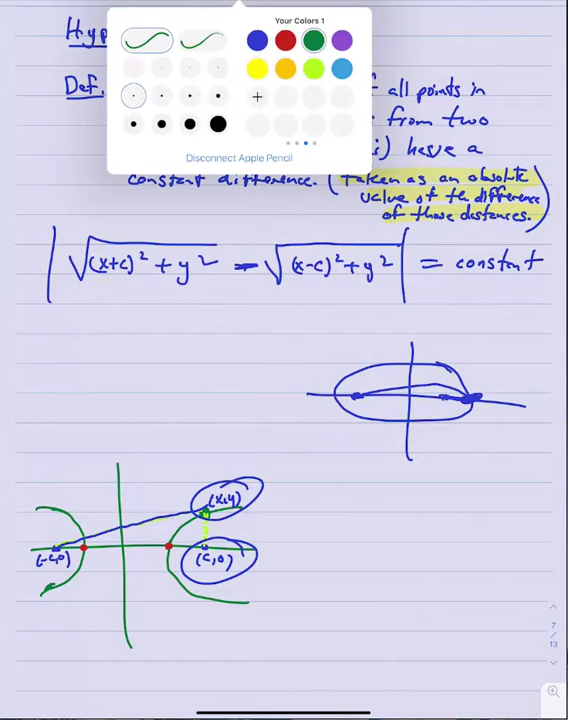 Hyp
Your Colors 1
Def. all points in
from two
i) have a
Disconnect Apple Pencil
constant difference. (Taken as an absolute
value of the difference
of those distances.)
| √(x+c)² + y² − √(x-c)² + y² | = constant
(x,y)
(-c,0) (c,0)
7
/
13